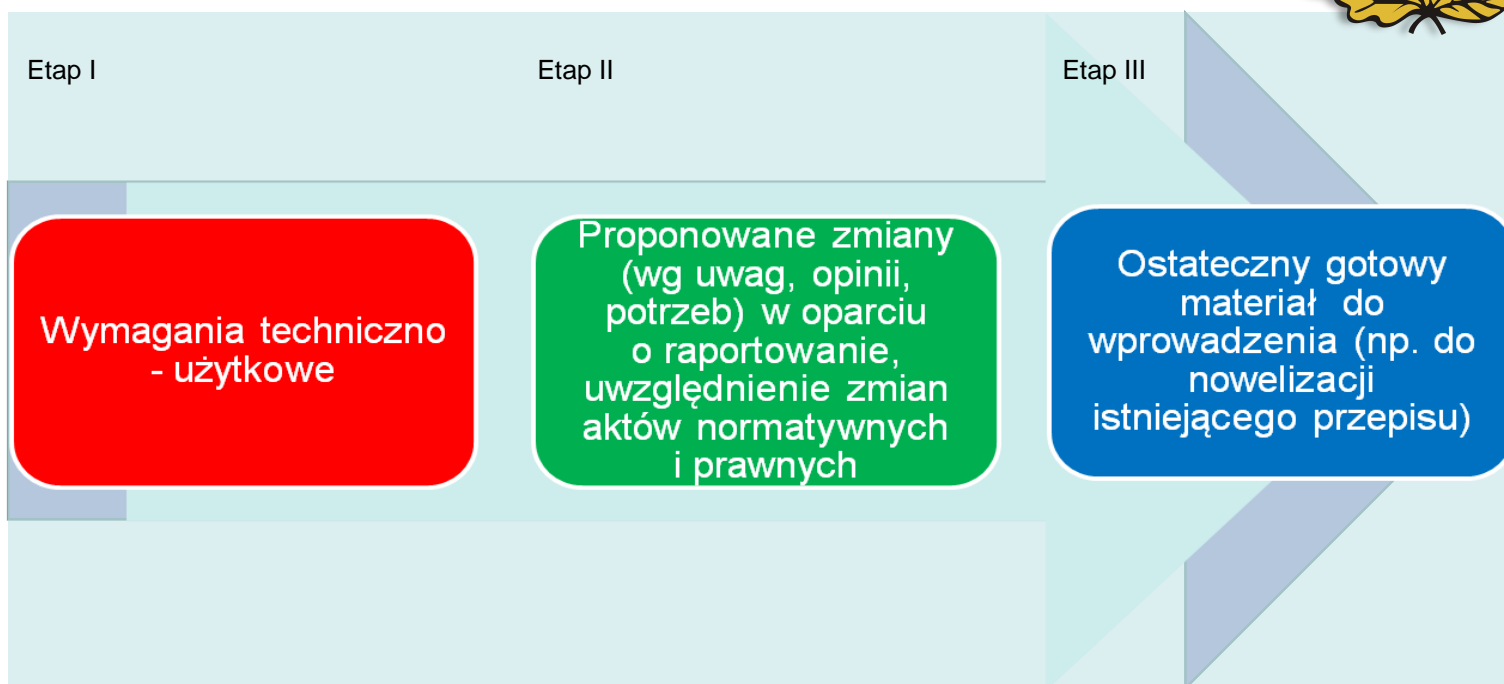 Etap I
Etap II
Etap III
Wymagania techniczno
- użytkowe
Proponowane zmiany
(wg uwag, opinii,
potrzeb) w oparciu
o raportowanie,
uwzględnienie zmian
aktów normatywnych
i prawnych
Ostateczny gotowy
materiał do
wprowadzenia (np. do
nowelizacji
istniejącego przepisu)